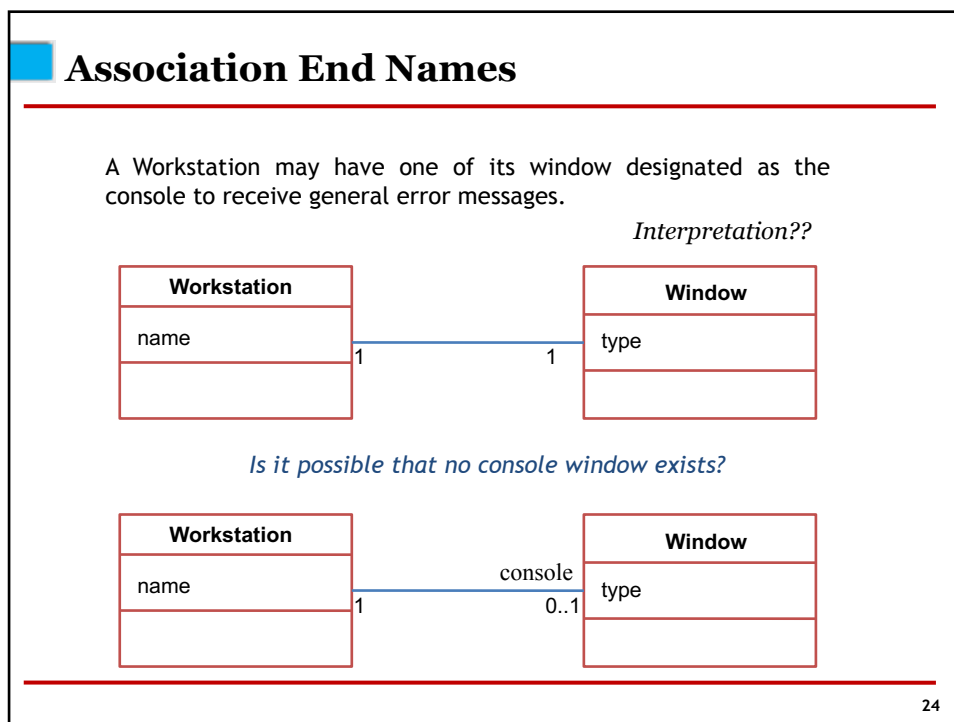 Association End Names
A Workstation may have one of its window designated as the
console to receive general error messages.
Interpretation??
Workstation
Window
name
type
1
1
Is it possible that no console window exists?
Workstation
Window
console
name
type
1
0..1
24